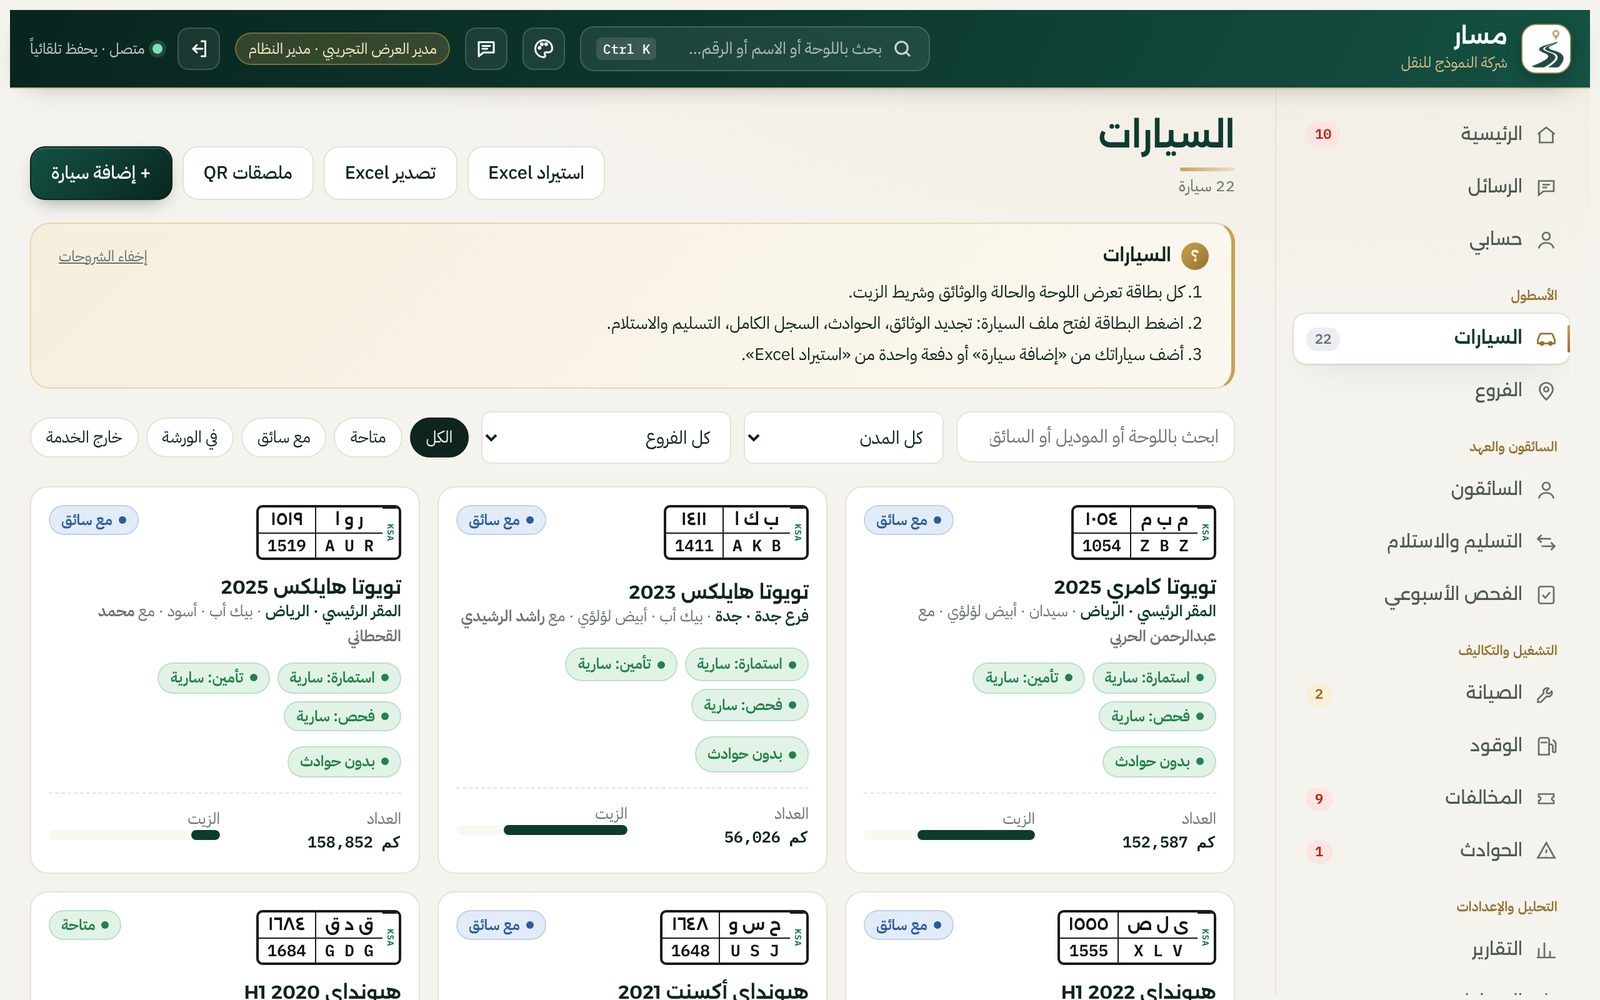 مسار
شركة النموذج للنقل
بحث باللوحة أو الاسم أو الرقم...
Ctrl K
مدير العرض التجريبي · مدير النظام
متصل · يحفظ تلقائياً
الرئيسية
10
الرسائل
حسابي
الأسطول
السيارات
22
الفروع
السائقون والعهد
السائقون
التسليم والاستلام
الفحص الأسبوعي
التشغيل والتكاليف
الصيانة
2
الوقود
المخالفات
9
الحوادث
1
التحليل والإعدادات
التقارير
السيارات
22 سيارة
استيراد Excel
تصدير Excel
ملصقات QR
+ إضافة سيارة
؟
السيارات
إخفاء الشروحات
1. كل بطاقة تعرض اللوحة والحالة والوثائق وشريط الزيت.
2. اضغط البطاقة لفتح ملف السيارة: تجديد الوثائق، الحوادث، السجل الكامل، التسليم والاستلام.
3. أضف سياراتك من «إضافة سيارة» أو دفعة واحدة من «استيراد Excel».
ابحث باللوحة أو الموديل أو السائق
كل المدن
كل الفروع
الكل
متاحة
مع سائق
في الورشة
خارج الخدمة
م ب م
١٠٥٤
Z B Z
1054
KSA
مع سائق
تويوتا كامري 2025
المقر الرئيسي · الرياض · سيدان · أبيض لؤلؤي · مع
عبدالرحمن الحربي
استمارة: سارية
تأمين: سارية
فحص: سارية
بدون حوادث
العداد
152,587 كم
الزيت
ب ك ا
١٤١١
A K B
1411
KSA
مع سائق
تويوتا هايلكس 2023
فرع جدة · جدة · بيك أب · أبيض لؤلؤي · مع راشد الرشيدي
استمارة: سارية
تأمين: سارية
فحص: سارية
بدون حوادث
العداد
56,026 كم
الزيت
ر و ا
١٥١٩
A U R
1519
KSA
مع سائق
تويوتا هايلكس 2025
المقر الرئيسي · الرياض · بيك أب · أسود · مع محمد
القحطاني
استمارة: سارية
تأمين: سارية
فحص: سارية
بدون حوادث
العداد
158,852 كم
الزيت
ى ل ص
١٥٥٥
X L V
1555
KSA
مع سائق
هيونداي H1 2022
ح س و
١٦٤٨
U S J
1648
KSA
مع سائق
هيونداي أكسنت 2021
ق د ق
١٦٨٤
G D G
1684
KSA
متاحة
هيونداي H1 2020